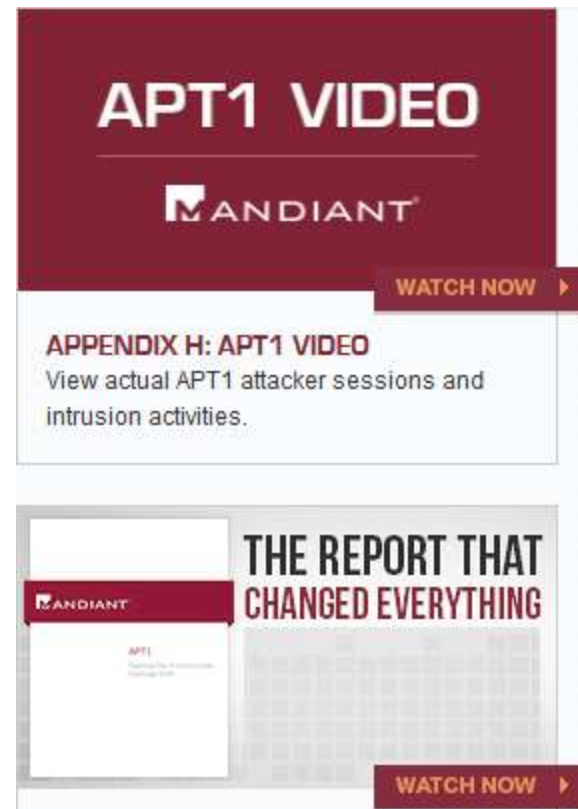 APT1 VIDEO
MANDIANT
WATCH NOW
APPENDIX H: APT1 VIDEO
View actual APT1 attacker sessions and
intrusion activities.
THE REPORT THAT
CHANGED EVERYTHING
MANDIANT
APT1
WATCH NOW